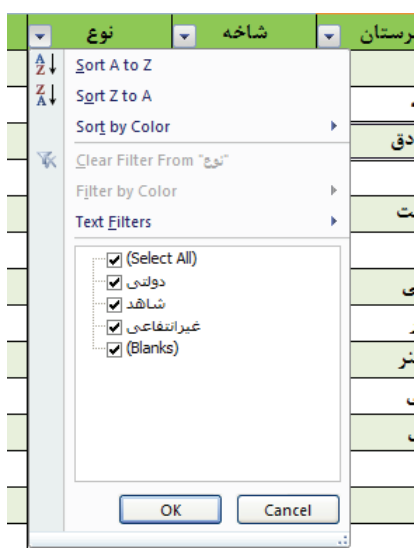 نوع شاخه رستان
Sort A to Z
Sort Z to A
Sort by Color
Clear Filter From "نوع"
Filter by Color
Text Filters
(Select All)
دولتی
شاهد
غیرانتفاعی
(Blanks)
OK Cancel